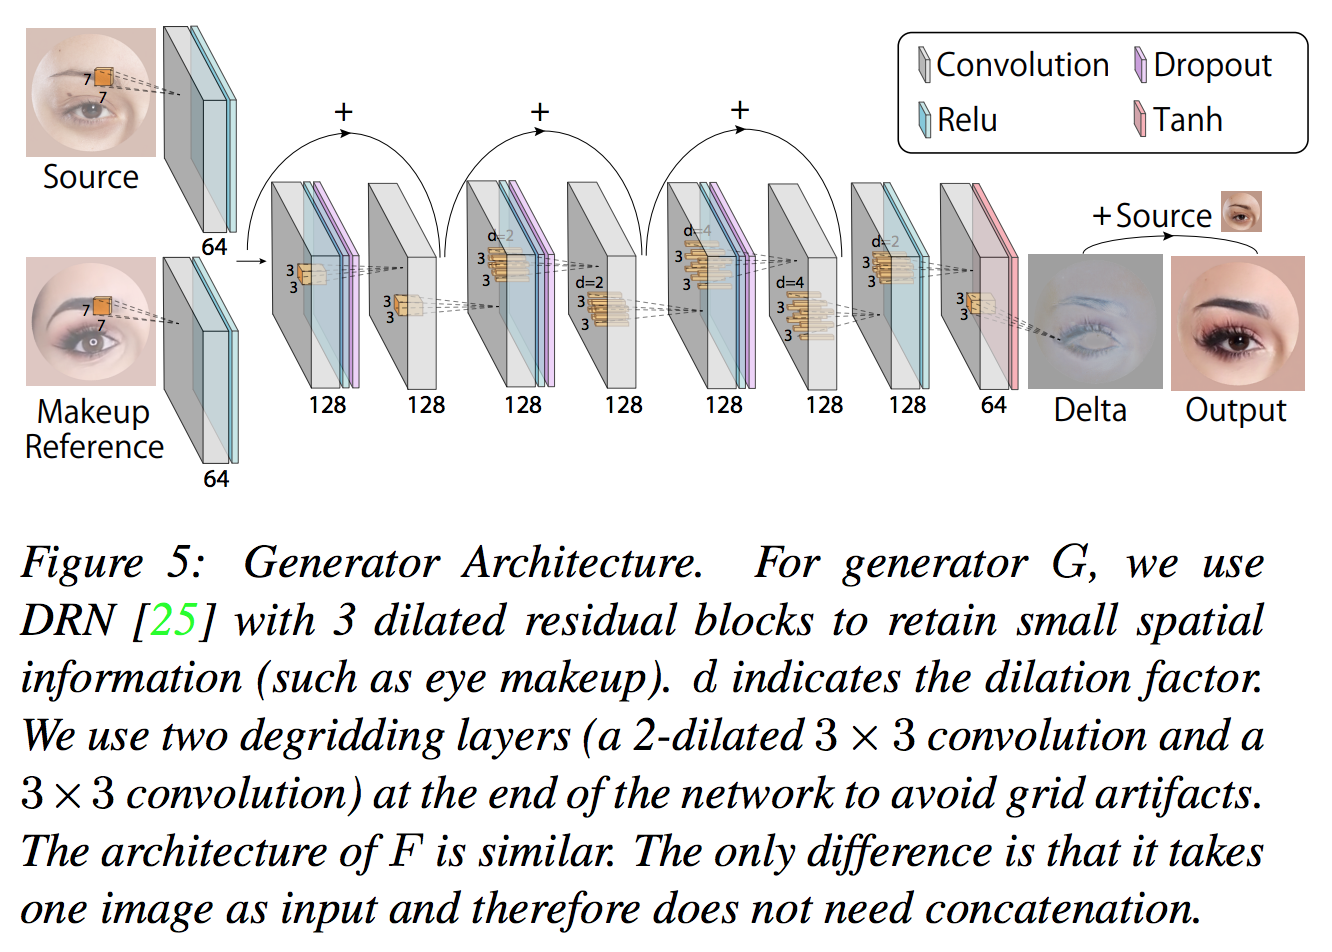 7
7
Source
64
Makeup
Reference
7
7
64
+
+
+
3
3
128
3
3
128
d=2
3
3
128
d=2
3
3
128
d=4
3
3
128
d=4
3
3
128
d=2
3
3
128
3
3
64
Convolution
Dropout
Relu
Tanh
+Source
Delta
Output
Figure 5: Generator Architecture. For generator G, we use
DRN [25] with 3 dilated residual blocks to retain small spatial
information (such as eye makeup). d indicates the dilation factor.
We use two degridding layers (a 2-dilated 3 × 3 convolution and a
3 × 3 convolution) at the end of the network to avoid grid artifacts.
The architecture of F is similar. The only difference is that it takes
one image as input and therefore does not need concatenation.